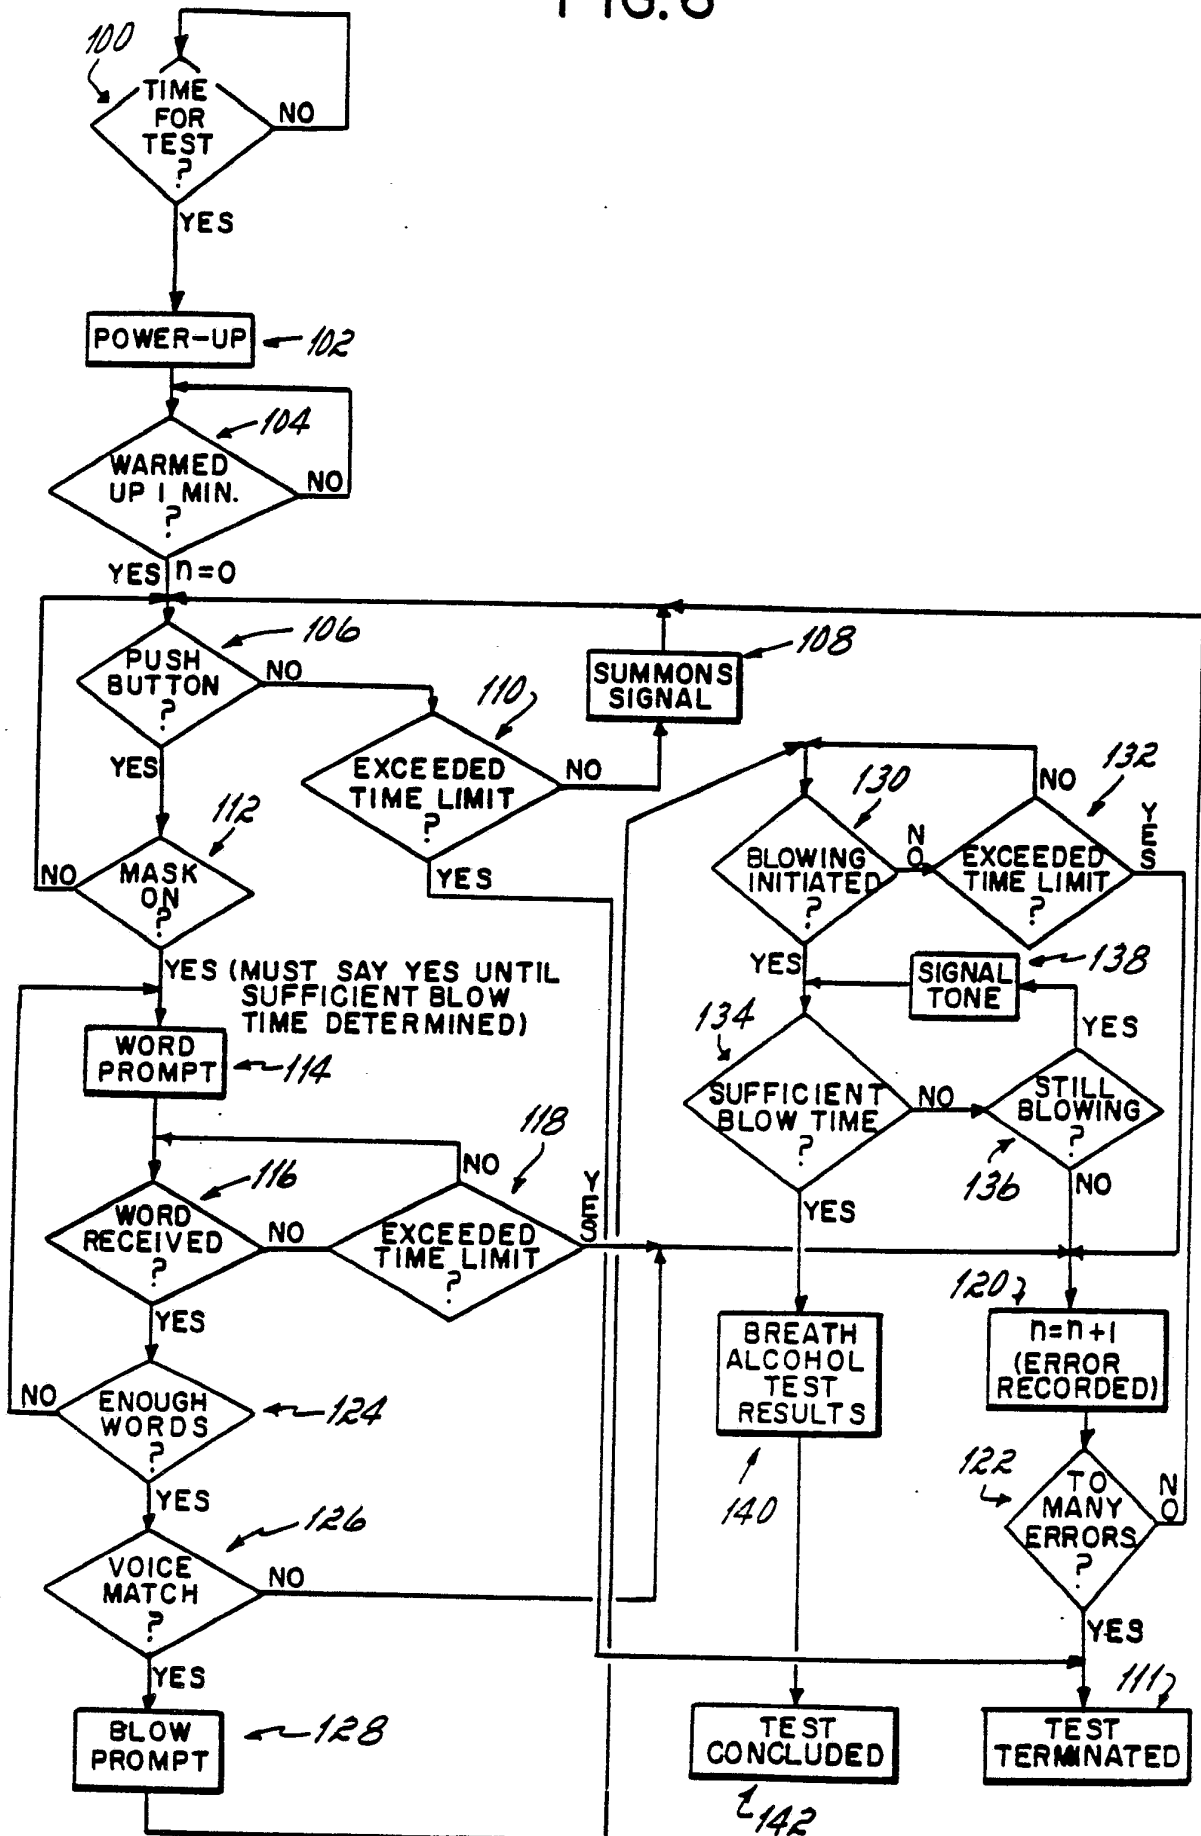 FIG. 6
100
TIME
FOR
TEST
?
NO
YES
POWER-UP
102
104
WARMED
UP 1 MIN.
?
NO
YES n=0
106
PUSH
BUTTON
?
NO
YES
108
SUMMONS
SIGNAL
110
EXCEEDED
TIME LIMIT
?
NO
YES
112
MASK
ON
?
NO
YES (MUST SAY YES UNTIL
SUFFICIENT BLOW
TIME DETERMINED)
WORD
PROMPT
114
116
WORD
RECEIVED
?
NO
YES
118
NO
EXCEEDED
TIME LIMIT
?
YES
ENOUGH
WORDS
?
124
NO
YES
126
VOICE
MATCH
?
NO
YES
BLOW
PROMPT
128
130
BLOWING
INITIATED
?
NO
YES
132
NO
EXCEEDED
TIME LIMIT
?
YES
SIGNAL
TONE
138
134
SUFFICIENT
BLOW TIME
?
NO
YES
YES
STILL
BLOWING
?
136
NO
BREATH
ALCOHOL
TEST
RESULTS
140
120
n=n+1
(ERROR
RECORDED)
122
TO
MANY
ERRORS
?
NO
YES
TEST
CONCLUDED
142
111
TEST
TERMINATED